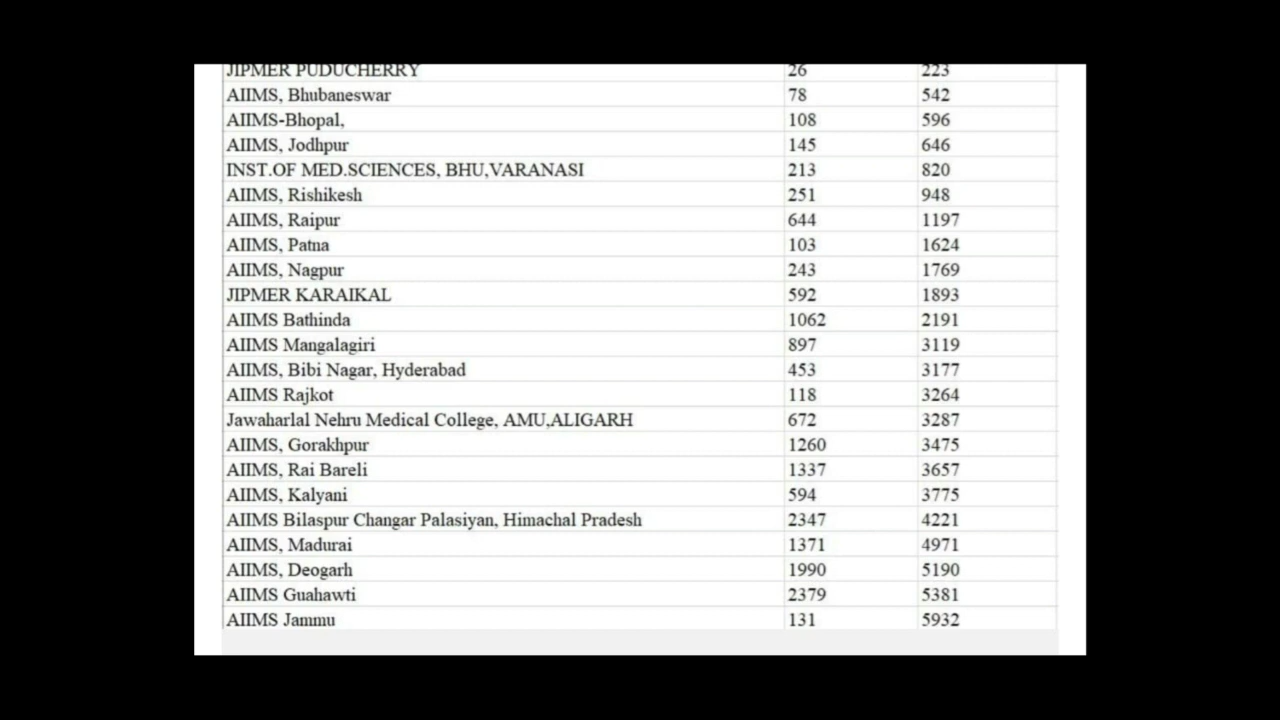 JIPMER PUDUCHERRY 26 223
AIIMS, Bhubaneswar 78 542
AIIMS-Bhopal, 108 596
AIIMS, Jodhpur 145 646
INST.OF MED.SCIENCES, BHU,VARANASI 213 820
AIIMS, Rishikesh 251 948
AIIMS, Raipur 644 1197
AIIMS, Patna 103 1624
AIIMS, Nagpur 243 1769
JIPMER KARAIKAL 592 1893
AIIMS Bathinda 1062 2191
AIIMS Mangalagiri 897 3119
AIIMS, Bibi Nagar, Hyderabad 453 3177
AIIMS Rajkot 118 3264
Jawaharlal Nehru Medical College, AMU,ALIGARH 672 3287
AIIMS, Gorakhpur 1260 3475
AIIMS, Rai Bareli 1337 3657
AIIMS, Kalyani 594 3775
AIIMS Bilaspur Changar Palasiyan, Himachal Pradesh 2347 4221
AIIMS, Madurai 1371 4971
AIIMS, Deogarh 1990 5190
AIIMS Guahawti 2379 5381
AIIMS Jammu 131 5932